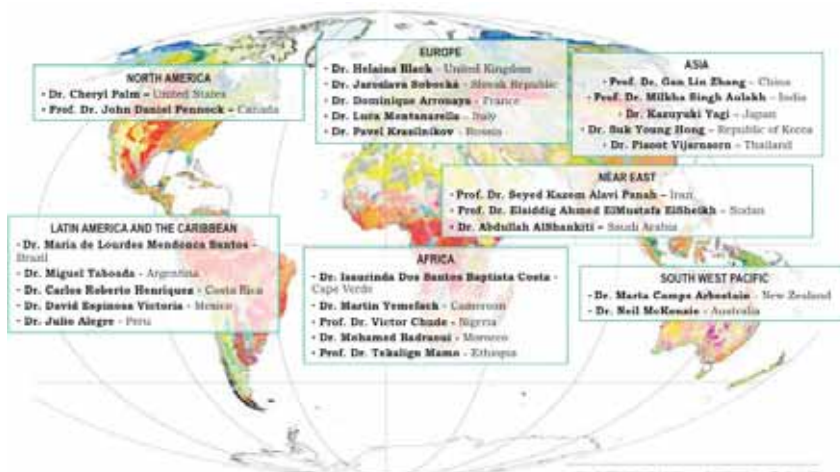 NORTH AMERICA
• Dr. Cheryl Palm – United States
• Prof. Dr. John Daniel Pennock – Canada
EUROPE
• Dr. Helaina Black - United Kingdom
• Dr. Jaroslava Sobocká - Slovak Republic
• Dr. Dominique Arrouays - France
• Dr. Luca Montanarella - Italy
• Dr. Pavel Krasilnikov - Russia
ASIA
• Prof. Dr. Gan Lin Zhang - China
• Prof. Dr. Milkha Singh Aulakh - India
• Dr. Kazuyuki Yagi - Japan
• Dr. Suk Young Hong - Republic of Korea
• Dr. Pisoot Vijarnsorn - Thailand
NEAR EAST
• Prof. Dr. Seyed Kazem Alavi Panah – Iran
• Prof. Dr. Elsiddig Ahmed ElMustafa ElSheikh - Sudan
• Dr. Abdullah AlShankiti – Saudi Arabia
LATIN AMERICA AND THE CARIBBEAN
• Dr. Maria de Lourdes Mendonca Santos -
Brazil
• Dr. Miguel Taboada - Argentina
• Dr. Carlos Roberto Henriquez - Costa Rica
• Dr. David Espinosa Victoria - Mexico
• Dr. Julio Alegre - Peru
AFRICA
• Dr. Isaurinda Dos Santos Baptista Costa -
Cape Verde
• Dr. Martin Yemefack - Cameroon
• Prof. Dr. Victor Chude - Nigeria
• Dr. Mohamed Badraoui - Morocco
• Prof. Dr. Tekalign Mamo - Ethiopia
SOUTH WEST PACIFIC
• Dr. Marta Camps Arbestain - New Zealand
• Dr. Neil McKenzie - Australia